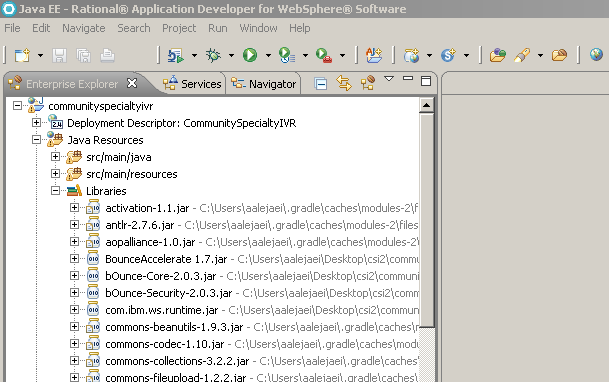 Java EE - Rational® Application Developer for WebSphere® Software
File Edit Navigate Search Project Run Window Help
Enterprise Explorer Services Navigator
communityspecialtyivr
2.4 Deployment Descriptor: CommunitySpecialtyIVR
Java Resources
src/main/java
src/main/resources
Libraries
activation-1.1.jar - C:\Users\aalejaei\.gradle\caches\modules-2\f
antlr-2.7.6.jar - C:\Users\aalejaei\.gradle\caches\modules-2\files
aopalliance-1.0.jar - C:\Users\aalejaei\.gradle\caches\modules-2\
BounceAccelerate 1.7.jar - C:\Users\aalejaei\Desktop\csi2\comm
bOunce-Core-2.0.3.jar - C:\Users\aalejaei\Desktop\csi2\communi
bOunce-Security-2.0.3.jar - C:\Users\aalejaei\Desktop\csi2\comm
com.ibm.ws.runtime.jar - C:\Users\aalejaei\Desktop\csi2\commun
commons-beanutils-1.9.3.jar - C:\Users\aalejaei\.gradle\caches\m
commons-codec-1.10.jar - C:\Users\aalejaei\.gradle\caches\modul
commons-collections-3.2.2.jar - C:\Users\aalejaei\.gradle\caches\
commons-fileupload-1.2.2.jar - C:\Users\aalejaei\.gradle\caches\m